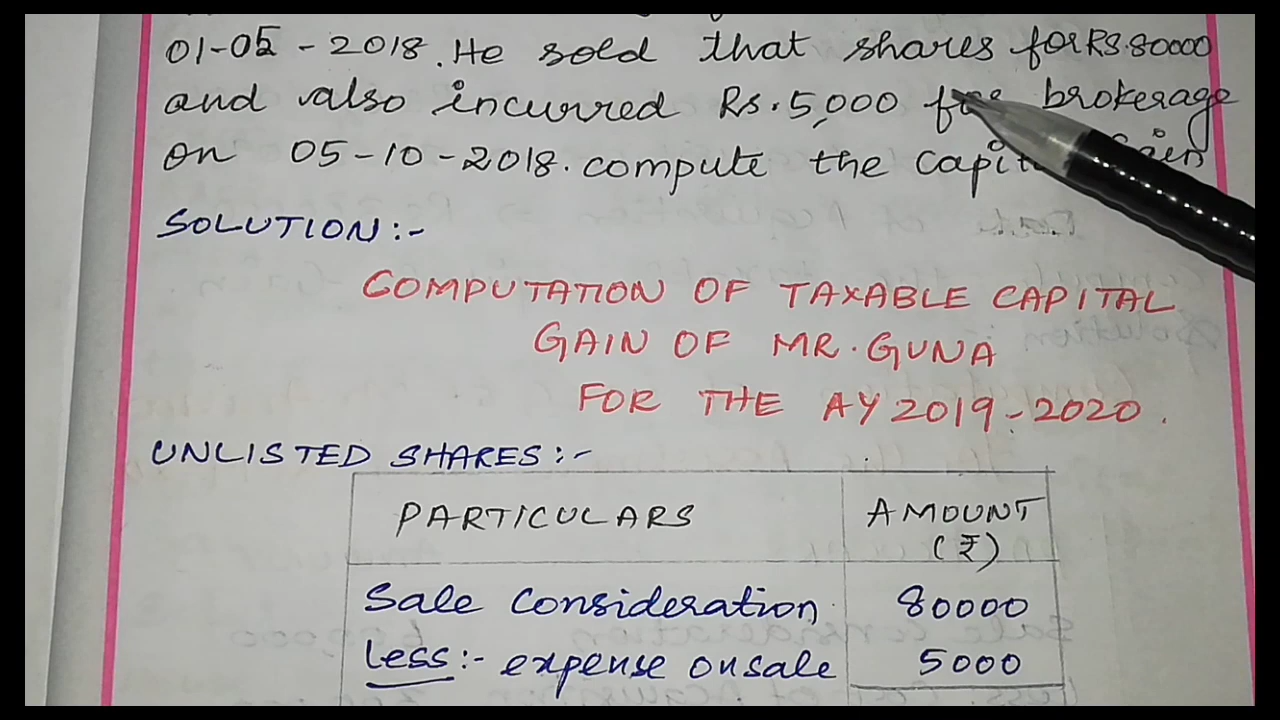 01-05-2018. He sold that shares for RS.80000
and also incurred Rs.5,000 for brokerage
on 05-10-2018. compute the
SOLUTION:-
COMPUTATION OF TAXABLE CAPITAL
GAIN OF MR. GUNA
FOR THE AY 2019-2020.
UNLISTED SHARES:-
PARTICULARS AMOUNT
(₹)
Sale consideration 80000
Less:- expense on sale 5000